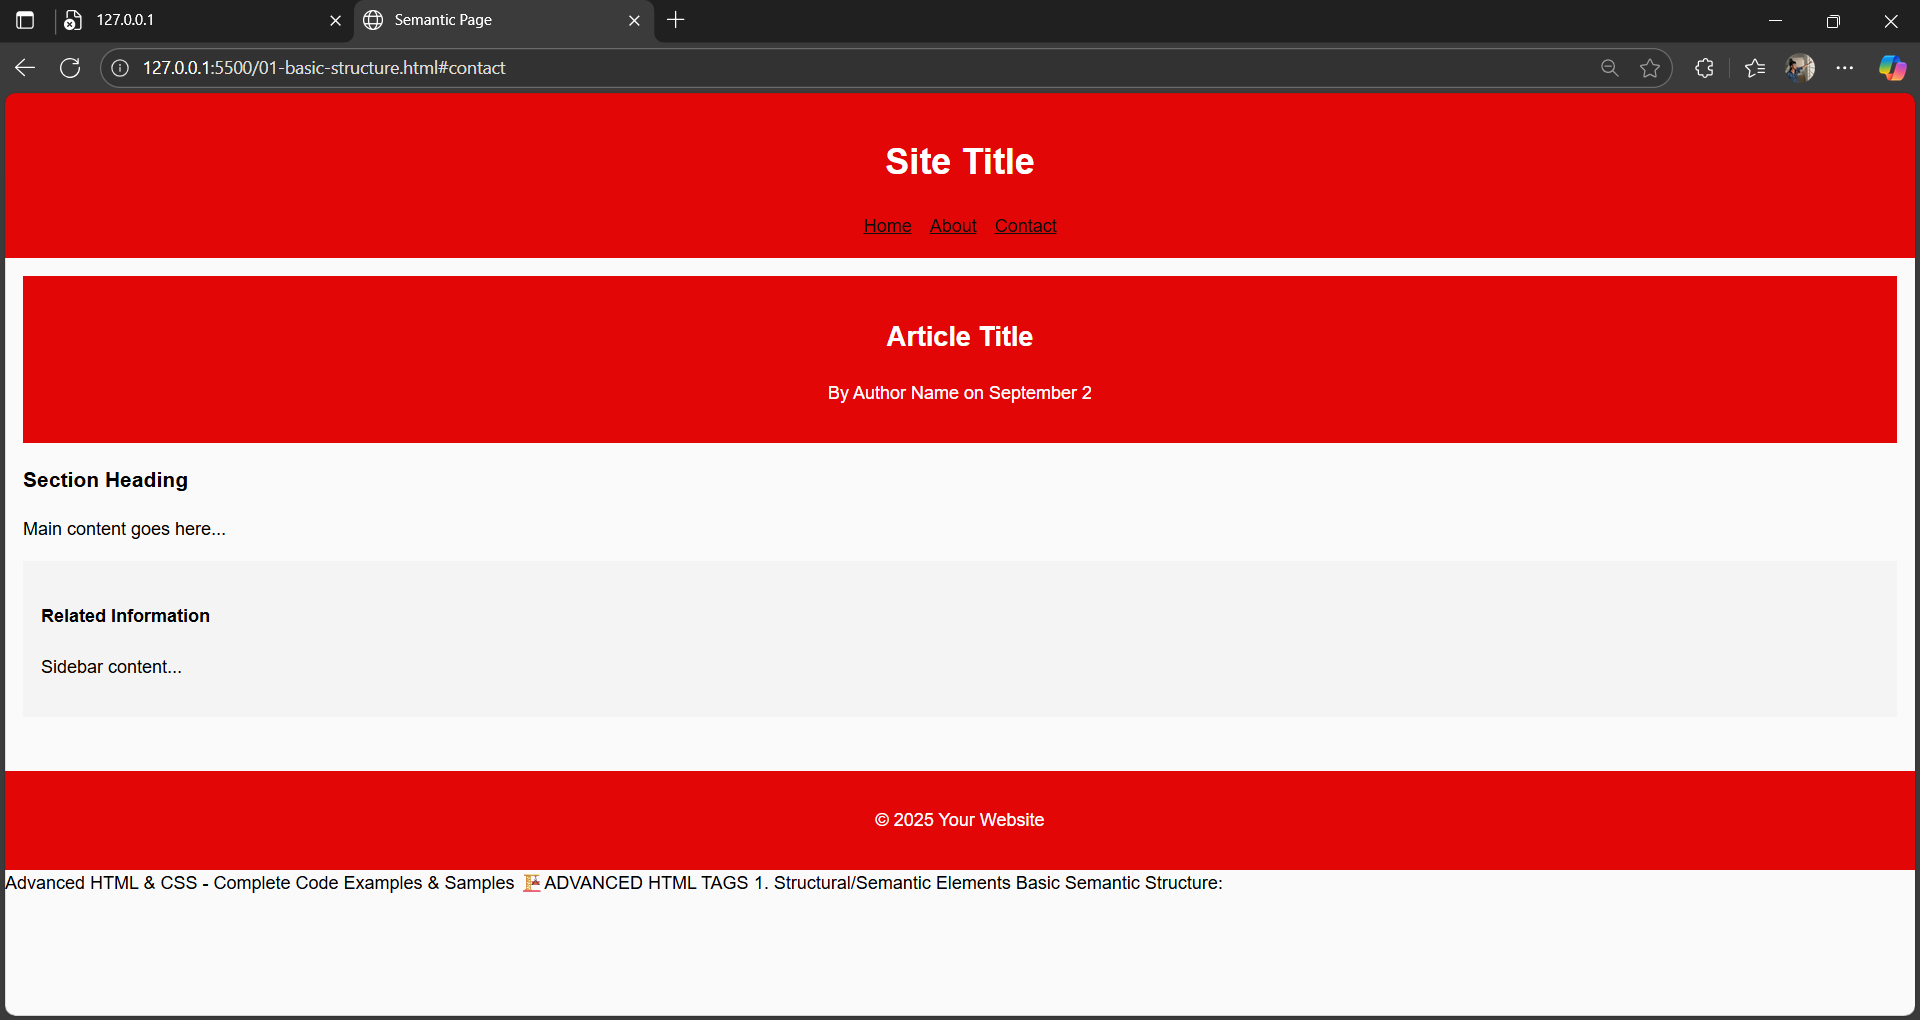 127.0.0.1
Semantic Page
127.0.0.1:5500/01-basic-structure.html#contact
Site Title
Home About Contact
Article Title
By Author Name on September 2
Section Heading
Main content goes here...
Related Information
Sidebar content...
© 2025 Your Website
Advanced HTML & CSS - Complete Code Examples & Samples 🏗️ ADVANCED HTML TAGS 1. Structural/Semantic Elements Basic Semantic Structure: